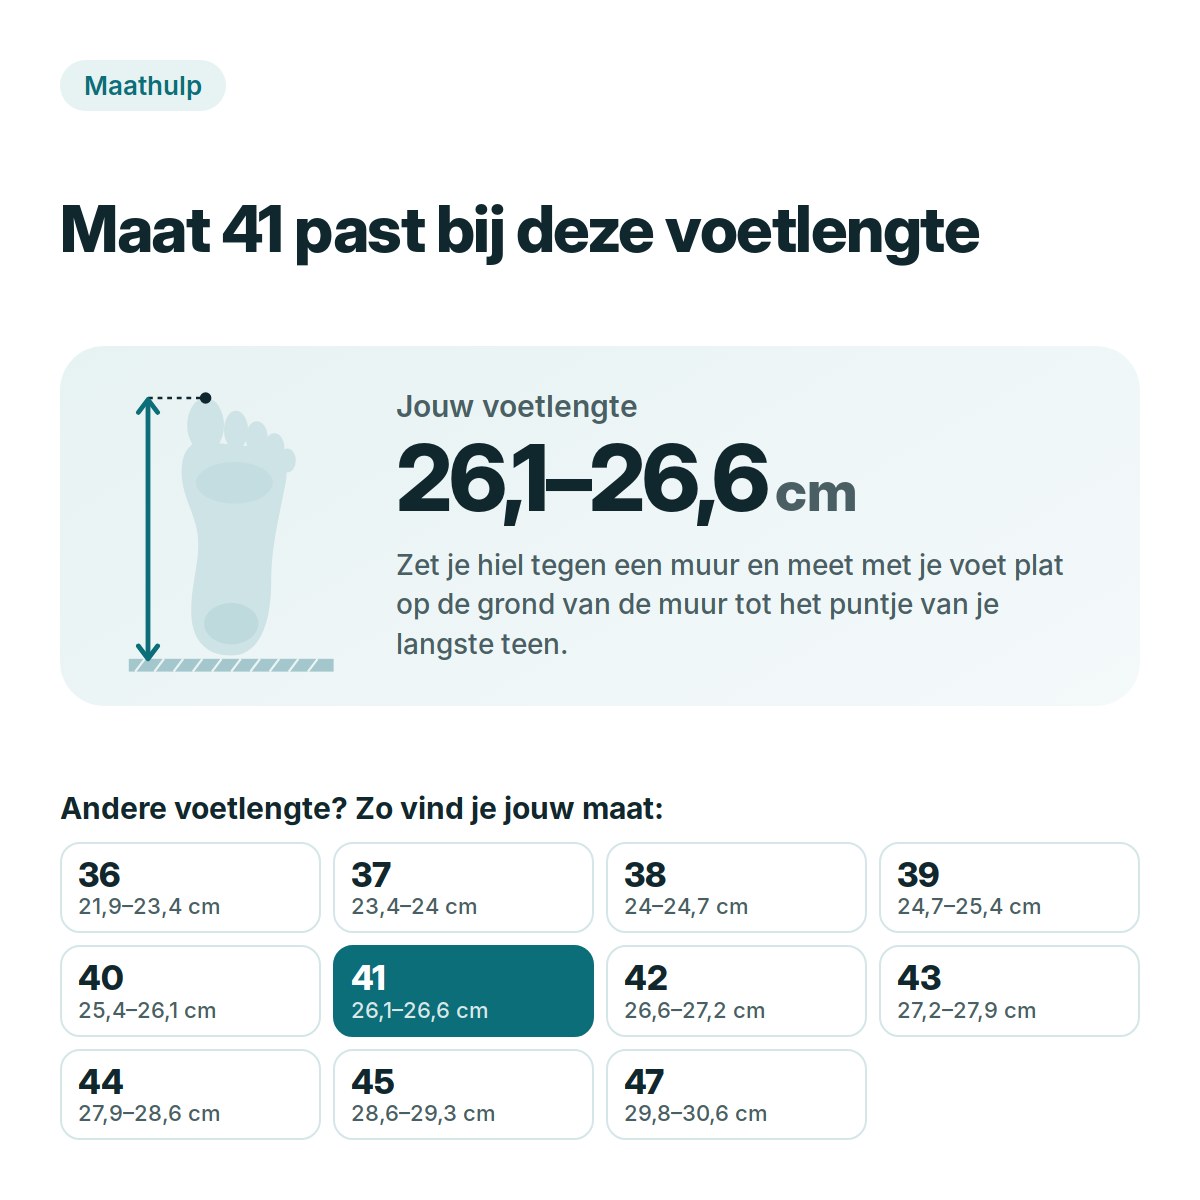 Maathulp
Maat 41 past bij deze voetlengte
Jouw voetlengte
26,1–26,6 cm
Zet je hiel tegen een muur en meet met je voet plat
op de grond van de muur tot het puntje van je
langste teen.
Andere voetlengte? Zo vind je jouw maat:
36
21,9–23,4 cm
37
23,4–24 cm
38
24–24,7 cm
39
24,7–25,4 cm
40
25,4–26,1 cm
41
26,1–26,6 cm
42
26,6–27,2 cm
43
27,2–27,9 cm
44
27,9–28,6 cm
45
28,6–29,3 cm
47
29,8–30,6 cm